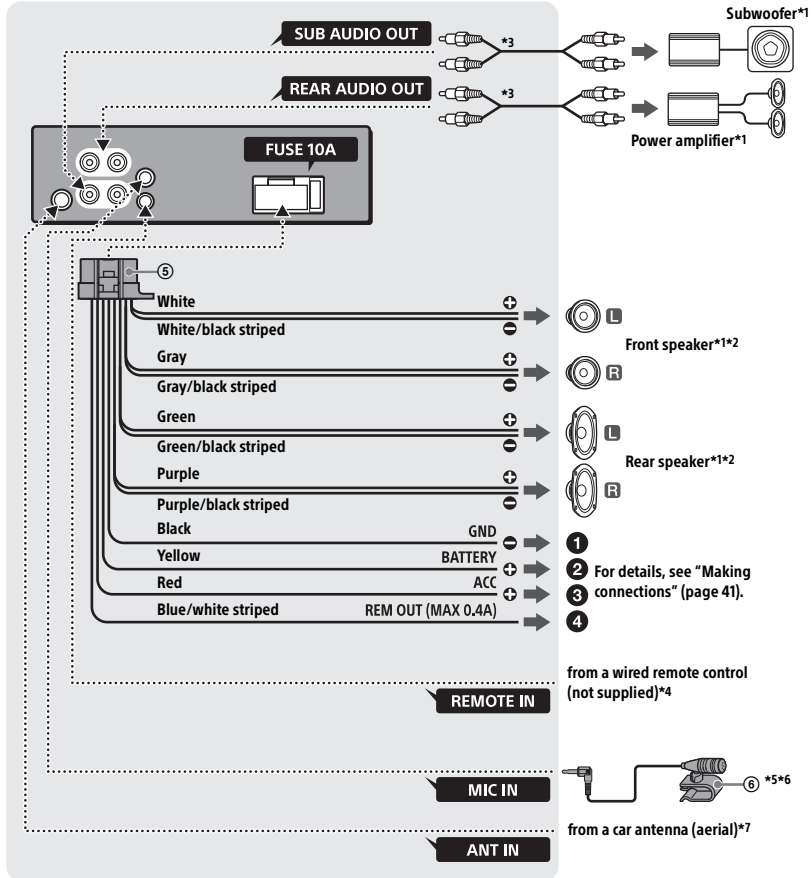 Subwoofer*1
SUB AUDIO OUT
*3
REAR AUDIO OUT
*3
Power amplifier*1
FUSE 10A
⑤
White
White/black striped
L
Front speaker*1*2
Gray
Gray/black striped
R
Green
Green/black striped
L
Rear speaker*1*2
Purple
Purple/black striped
R
Black GND ❶
Yellow BATTERY ❷
Red ACC ❸
Blue/white striped REM OUT (MAX 0.4A) ❹
For details, see “Making
connections” (page 41).
from a wired remote control
(not supplied)*4
REMOTE IN
MIC IN
⑥ *5*6
from a car antenna (aerial)*7
ANT IN